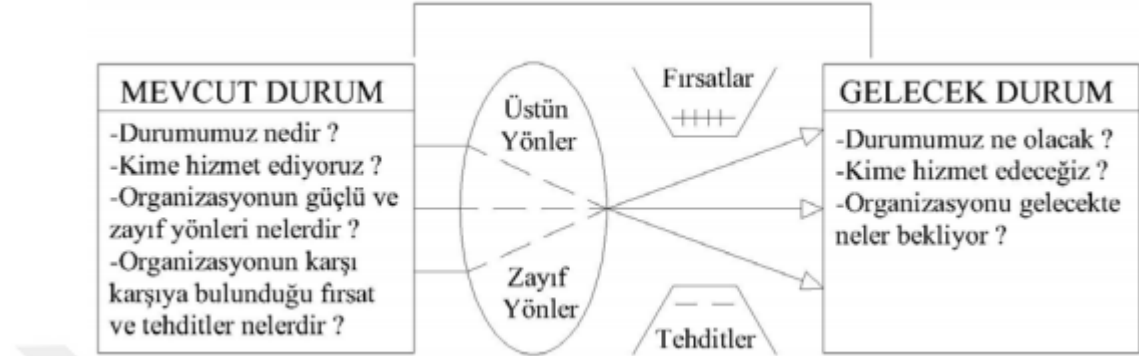 MEVCUT DURUM
-Durumumuz nedir ?
-Kime hizmet ediyoruz ?
-Organizasyonun güçlü ve
zayıf yönleri nelerdir ?
-Organizasyonun karşı
karşıya bulunduğu fırsat
ve tehditler nelerdir ?
Üstün
Yönler
Zayıf
Yönler
Fırsatlar
Tehditler
GELECEK DURUM
-Durumumuz ne olacak ?
-Kime hizmet edeceğiz ?
-Organizasyonu gelecekte
neler bekliyor ?